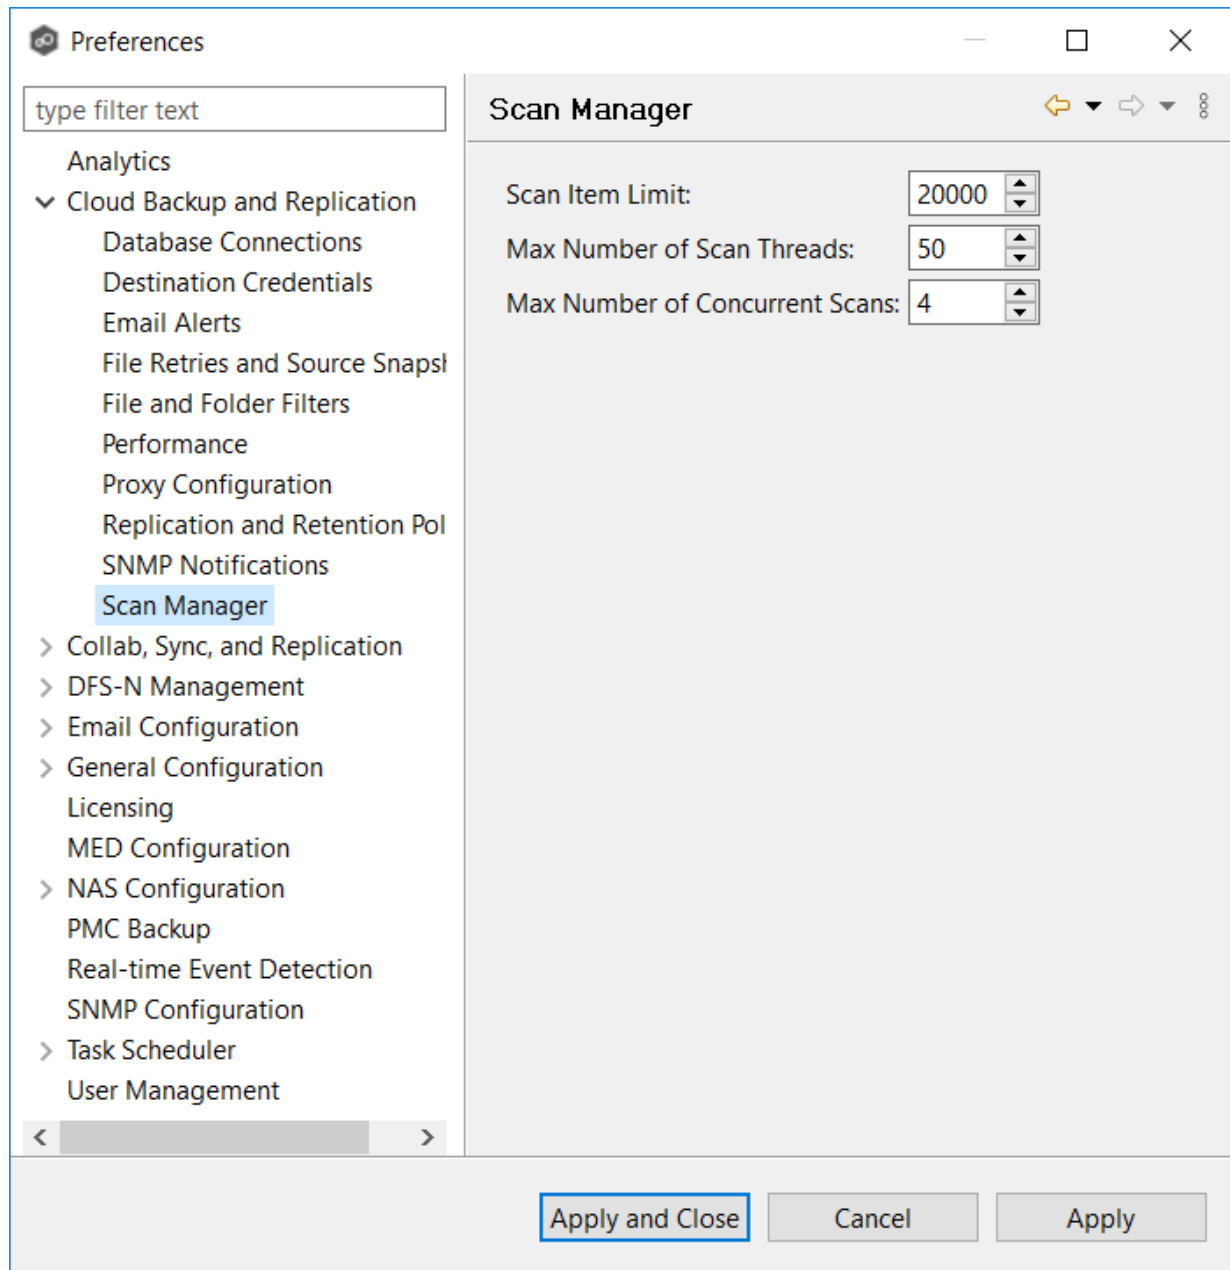 Preferences
type filter text
Analytics
Cloud Backup and Replication
Database Connections
Destination Credentials
Email Alerts
File Retries and Source Snapsh
File and Folder Filters
Performance
Proxy Configuration
Replication and Retention Pol
SNMP Notifications
Scan Manager
Collab, Sync, and Replication
DFS-N Management
Email Configuration
General Configuration
Licensing
MED Configuration
NAS Configuration
PMC Backup
Real-time Event Detection
SNMP Configuration
Task Scheduler
User Management
Scan Manager
Scan Item Limit: 20000
Max Number of Scan Threads: 50
Max Number of Concurrent Scans: 4
Apply and Close Cancel Apply